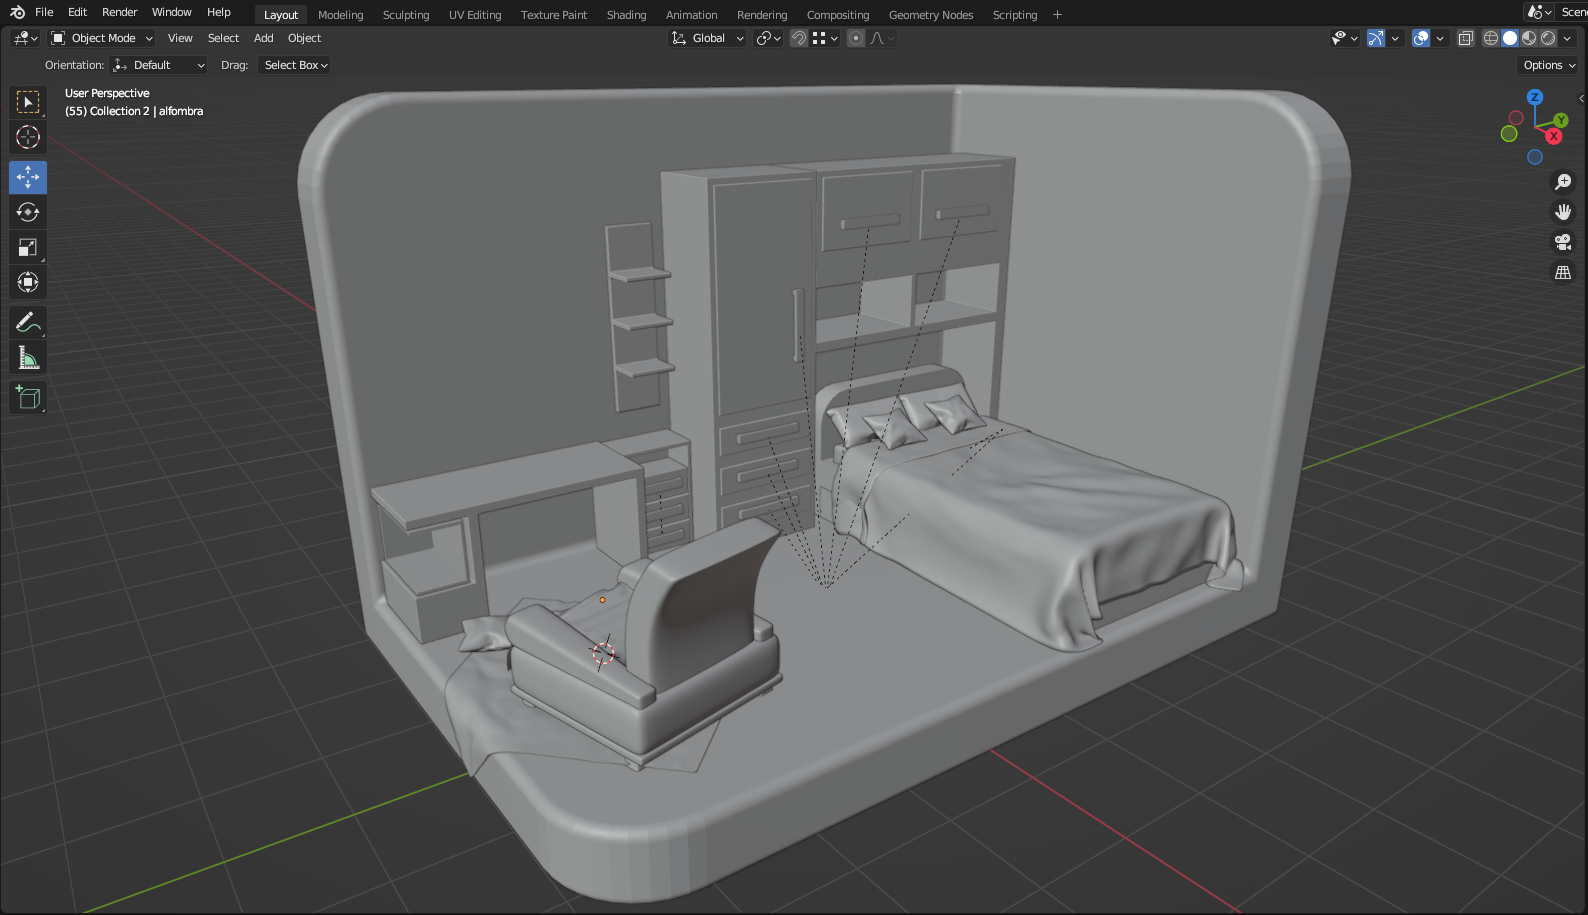 File Edit Render Window Help Layout Modeling Sculpting UV Editing Texture Paint Shading Animation Rendering Compositing Geometry Nodes Scripting + Scen
Object Mode View Select Add Object Global
Orientation: Default Drag: Select Box Options
User Perspective
(55) Collection 2 | alfombra
Z
Y
X